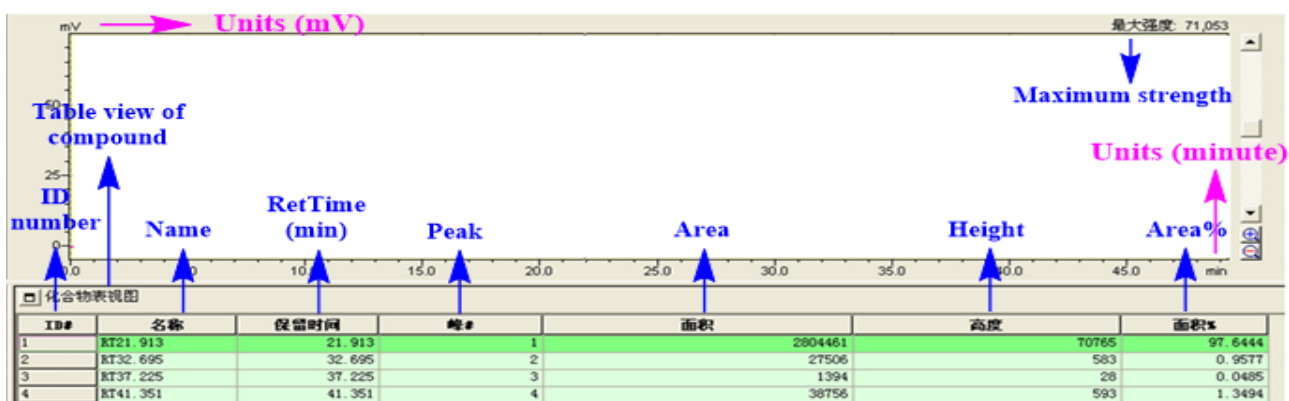 mV Units (mV) 最大强度: 71,053
Maximum strength
50
Table view of
compound
Units (minute)
25
ID
number
Name
RetTime
(min)
Peak
Area
Height
Area%
0
15.0 20.0 25.0 30.0 35.0 45.0 min
化合物表视图
ID# 名称 保留时间 峰# 面积 高度 面积%
1 RT21.913 21.913 1 2804461 70765 97.6444
2 RT32.695 32.695 2 27506 583 0.9577
3 RT37.225 37.225 3 1394 28 0.0485
4 RT41.351 41.351 4 38756 593 1.3494